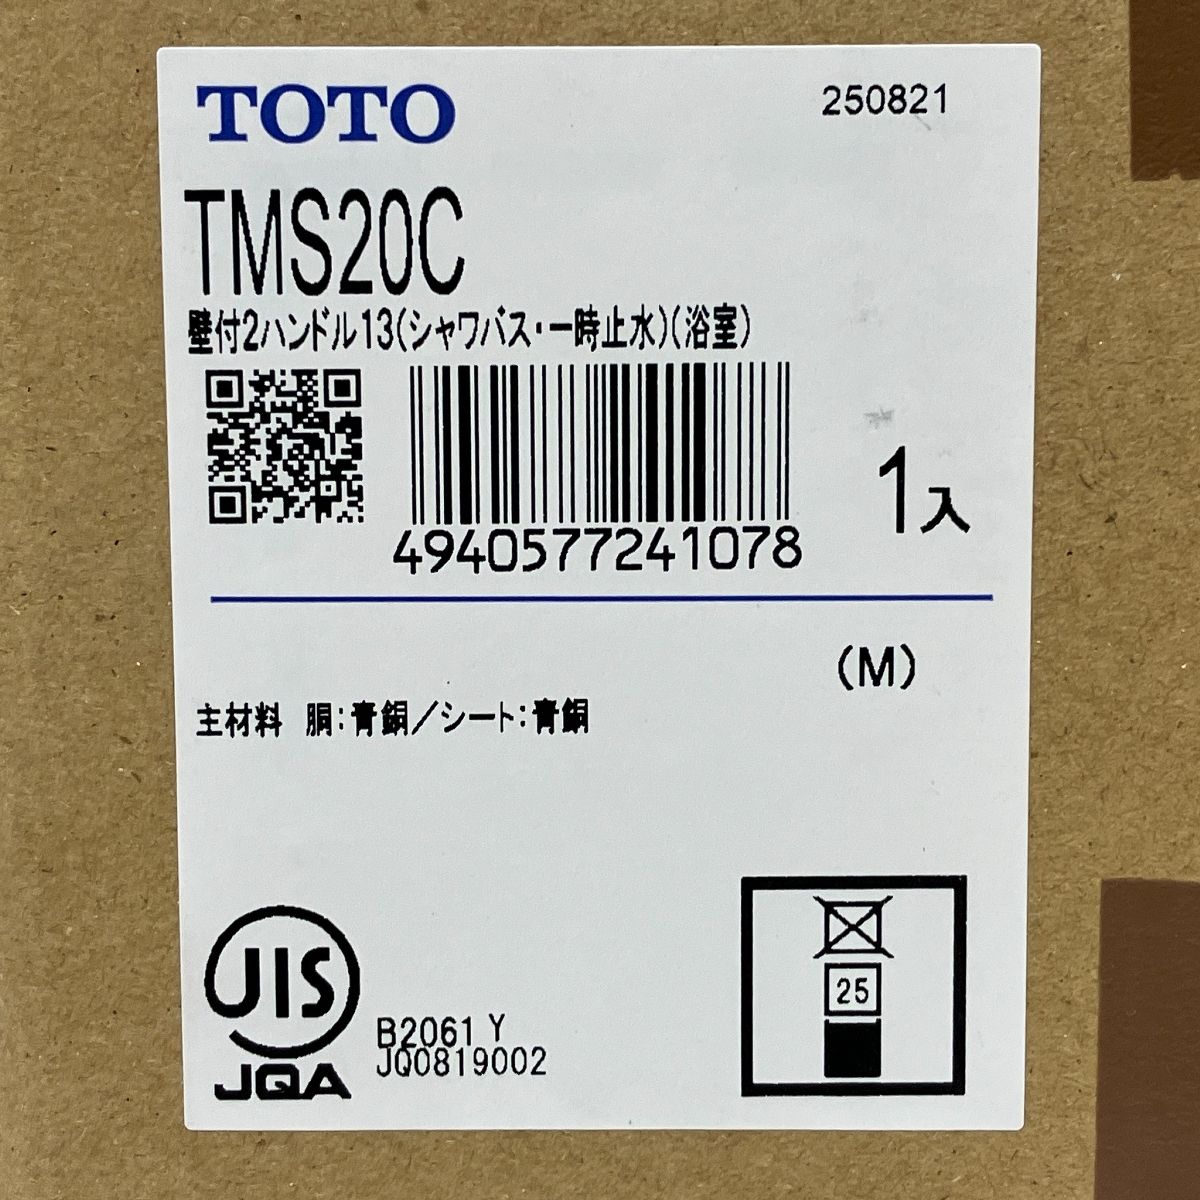 TOTO
250821
TMS20C
壁付2ハンドル13(シャワバス・一時止水)(浴室)
4940577241078
1入
(M)
主材料 胴:青銅/シート:青銅
JIS
JQA
B2061 Y
JQ0819002
25